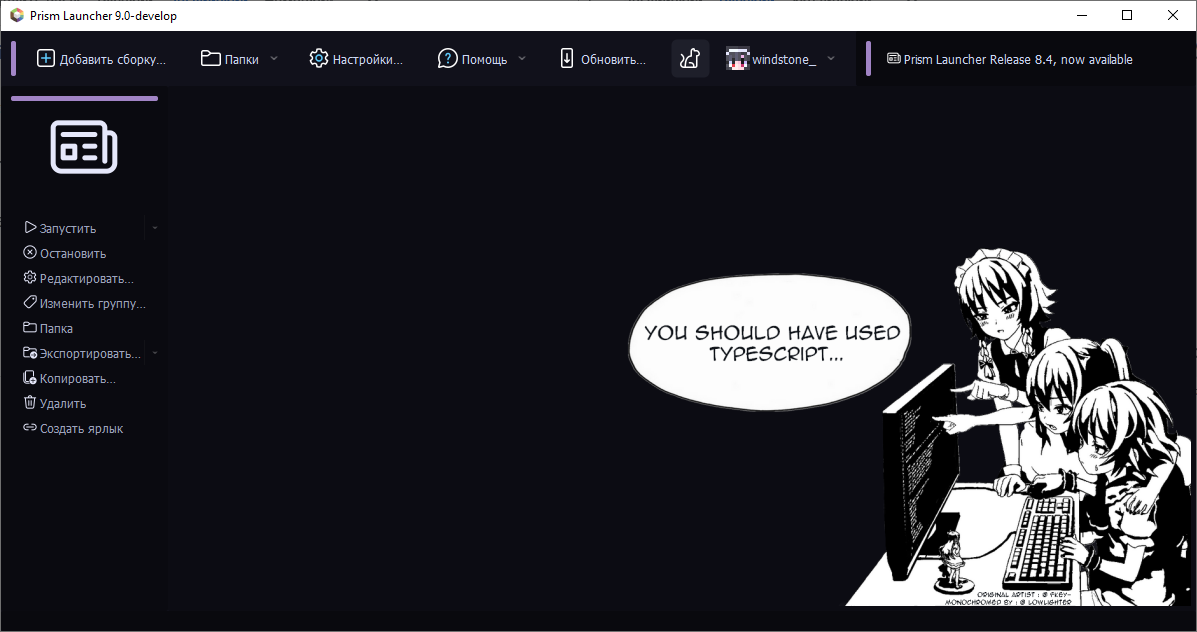 Prism Launcher 9.0-develop
Добавить сборку...
Папки
Настройки...
Помощь
Обновить...
windstone_
Prism Launcher Release 8.4, now available
Запустить
Остановить
Редактировать...
Изменить группу...
Папка
Экспортировать...
Копировать...
Удалить
Создать ярлык
YOU SHOULD HAVE USED
TYPESCRIPT...
ORIGINAL ARTIST : @ FKEY-
MONOCHROMED BY : @ LOWLIGHTER